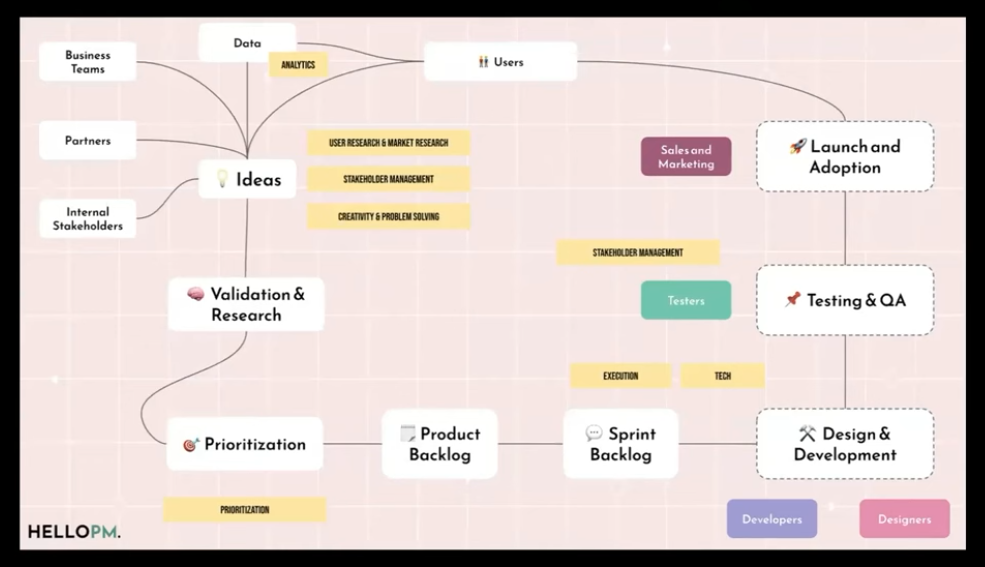 Data
Business
Teams
ANALYTICS
Users
Partners
USER RESEARCH & MARKET RESEARCH
Ideas
STAKEHOLDER MANAGEMENT
Internal
Stakeholders
CREATIVITY & PROBLEM SOLVING
Sales and
Marketing
Launch and
Adoption
STAKEHOLDER MANAGEMENT
Validation &
Research
Testers
Testing & QA
EXECUTION
TECH
Prioritization
Product
Backlog
Sprint
Backlog
Design &
Development
PRIORITIZATION
Developers
Designers
HELLOPM.